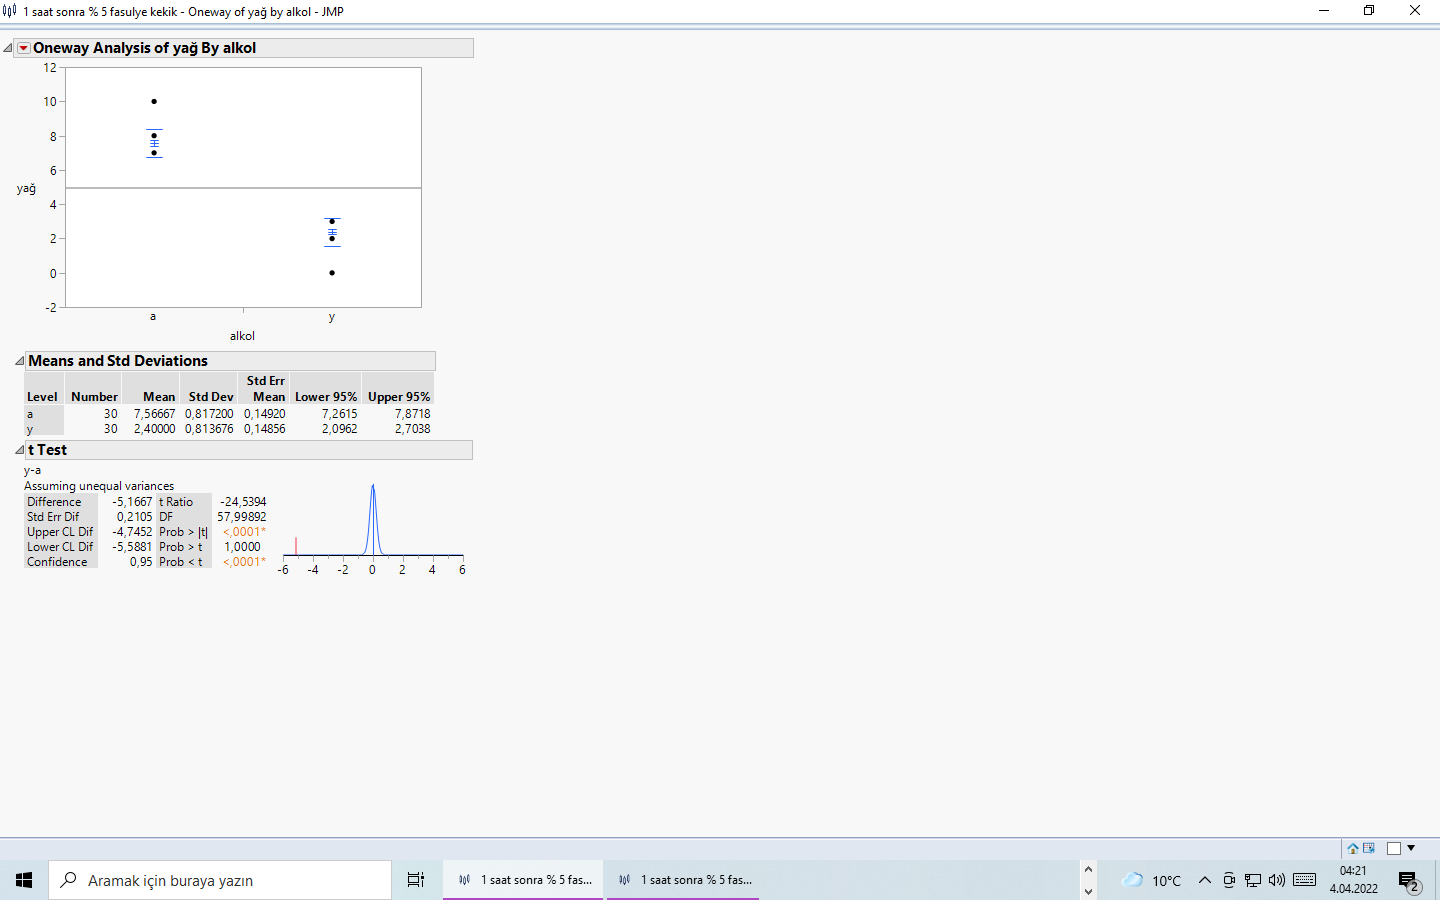 1 saat sonra % 5 fasulye kekik - Oneway of yağ by alkol - JMP
Oneway Analysis of yağ By alkol
12
10
8
6
yağ
4
2
0
-2
a y
alkol
Means and Std Deviations
Level Number Mean Std Dev Std Err Mean Lower 95% Upper 95%
a 30 7,56667 0,817200 0,14920 7,2615 7,8718
y 30 2,40000 0,813676 0,14856 2,0962 2,7038
t Test
y-a
Assuming unequal variances
Difference -5,1667 t Ratio -24,5394
Std Err Dif 0,2105 DF 57,99892
Upper CL Dif -4,7452 Prob > |t| <,0001*
Lower CL Dif -5,5881 Prob > t 1,0000
Confidence 0,95 Prob < t <,0001*
-6 -4 -2 0 2 4 6
Aramak için buraya yazın
1 saat sonra % 5 fas...
1 saat sonra % 5 fas...
10°C
04:21
4.04.2022
2